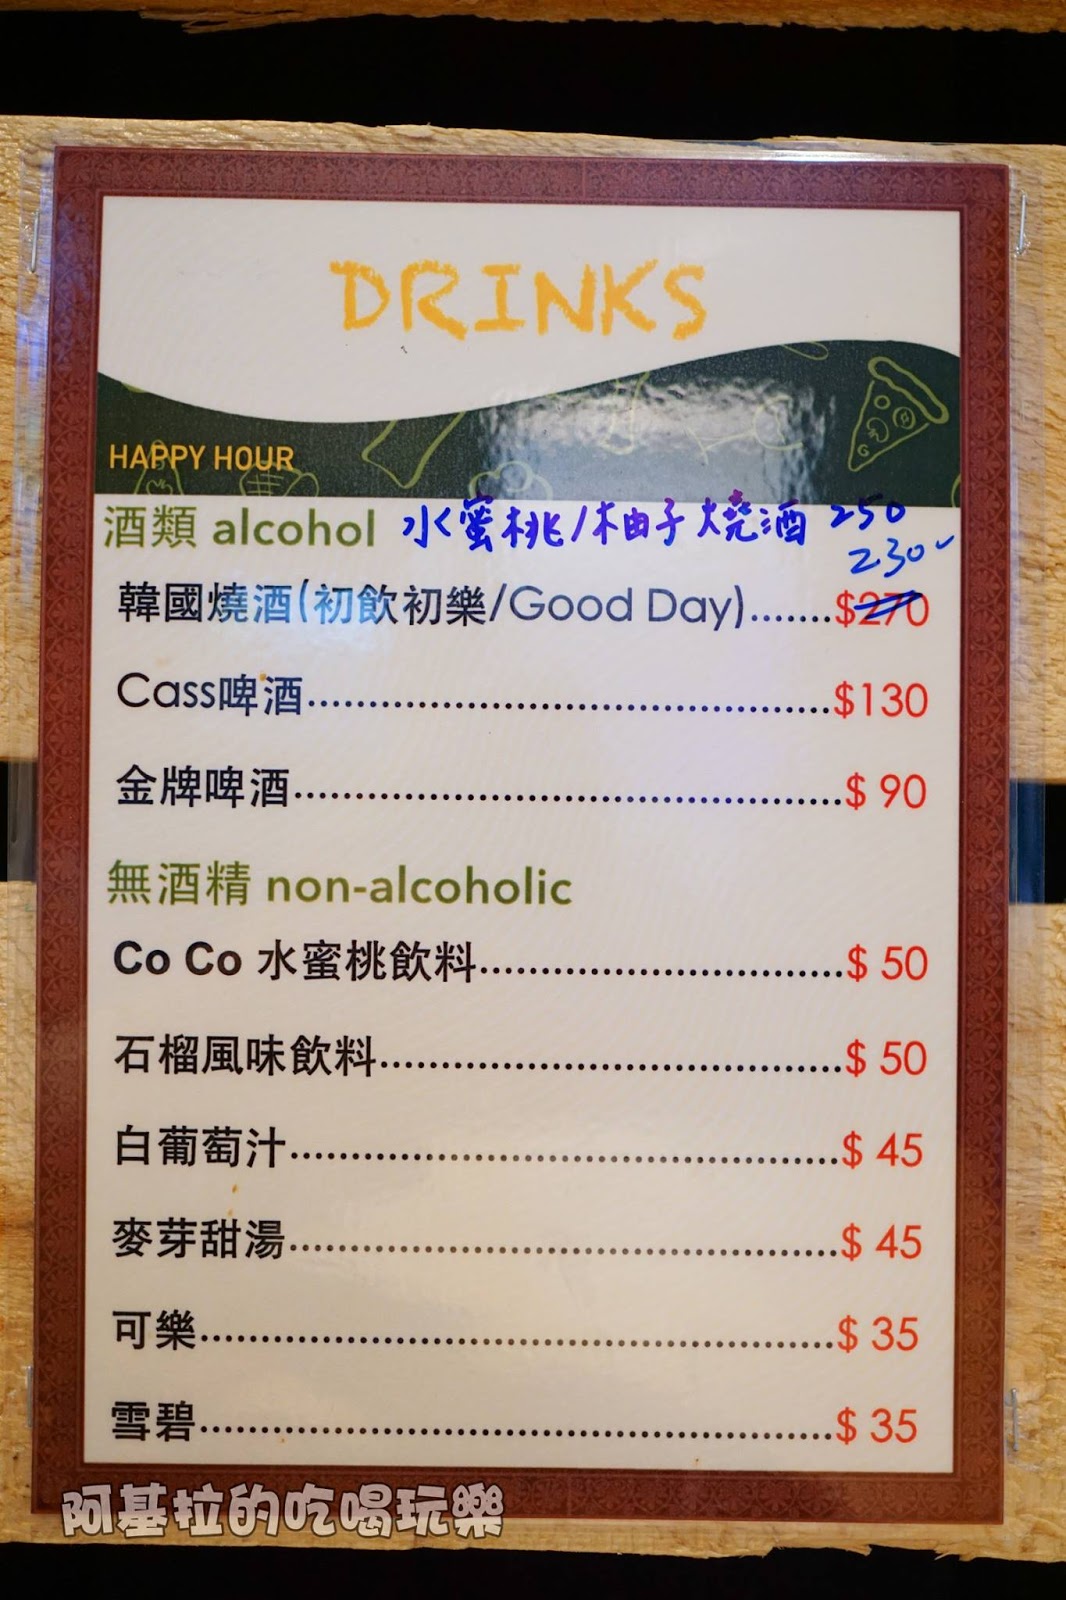 DRINKS
HAPPY HOUR
酒類 alcohol 水蜜桃/柚子燒酒 250
230
韓國燒酒(初飲初樂/Good Day).......$270
Cass啤酒...........................................$130
金牌啤酒.............................................$ 90
無酒精 non-alcoholic
Co Co 水蜜桃飲料..............................$ 50
石榴風味飲料......................................$ 50
白葡萄汁.............................................$ 45
麥芽甜湯.............................................$ 45
可樂....................................................$ 35
雪碧....................................................$ 35
阿基拉的吃喝玩樂